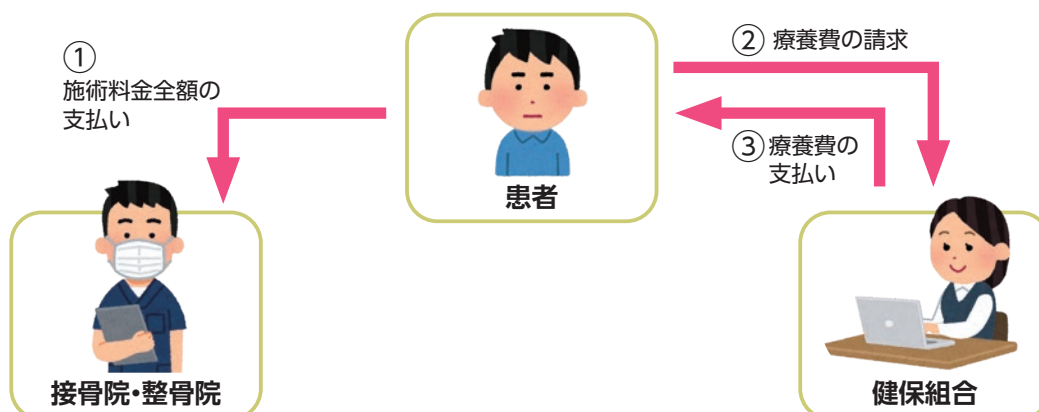 ①
施術料金全額の
支払い
患者
② 療養費の請求
③ 療養費の
支払い
接骨院・整骨院
健保組合